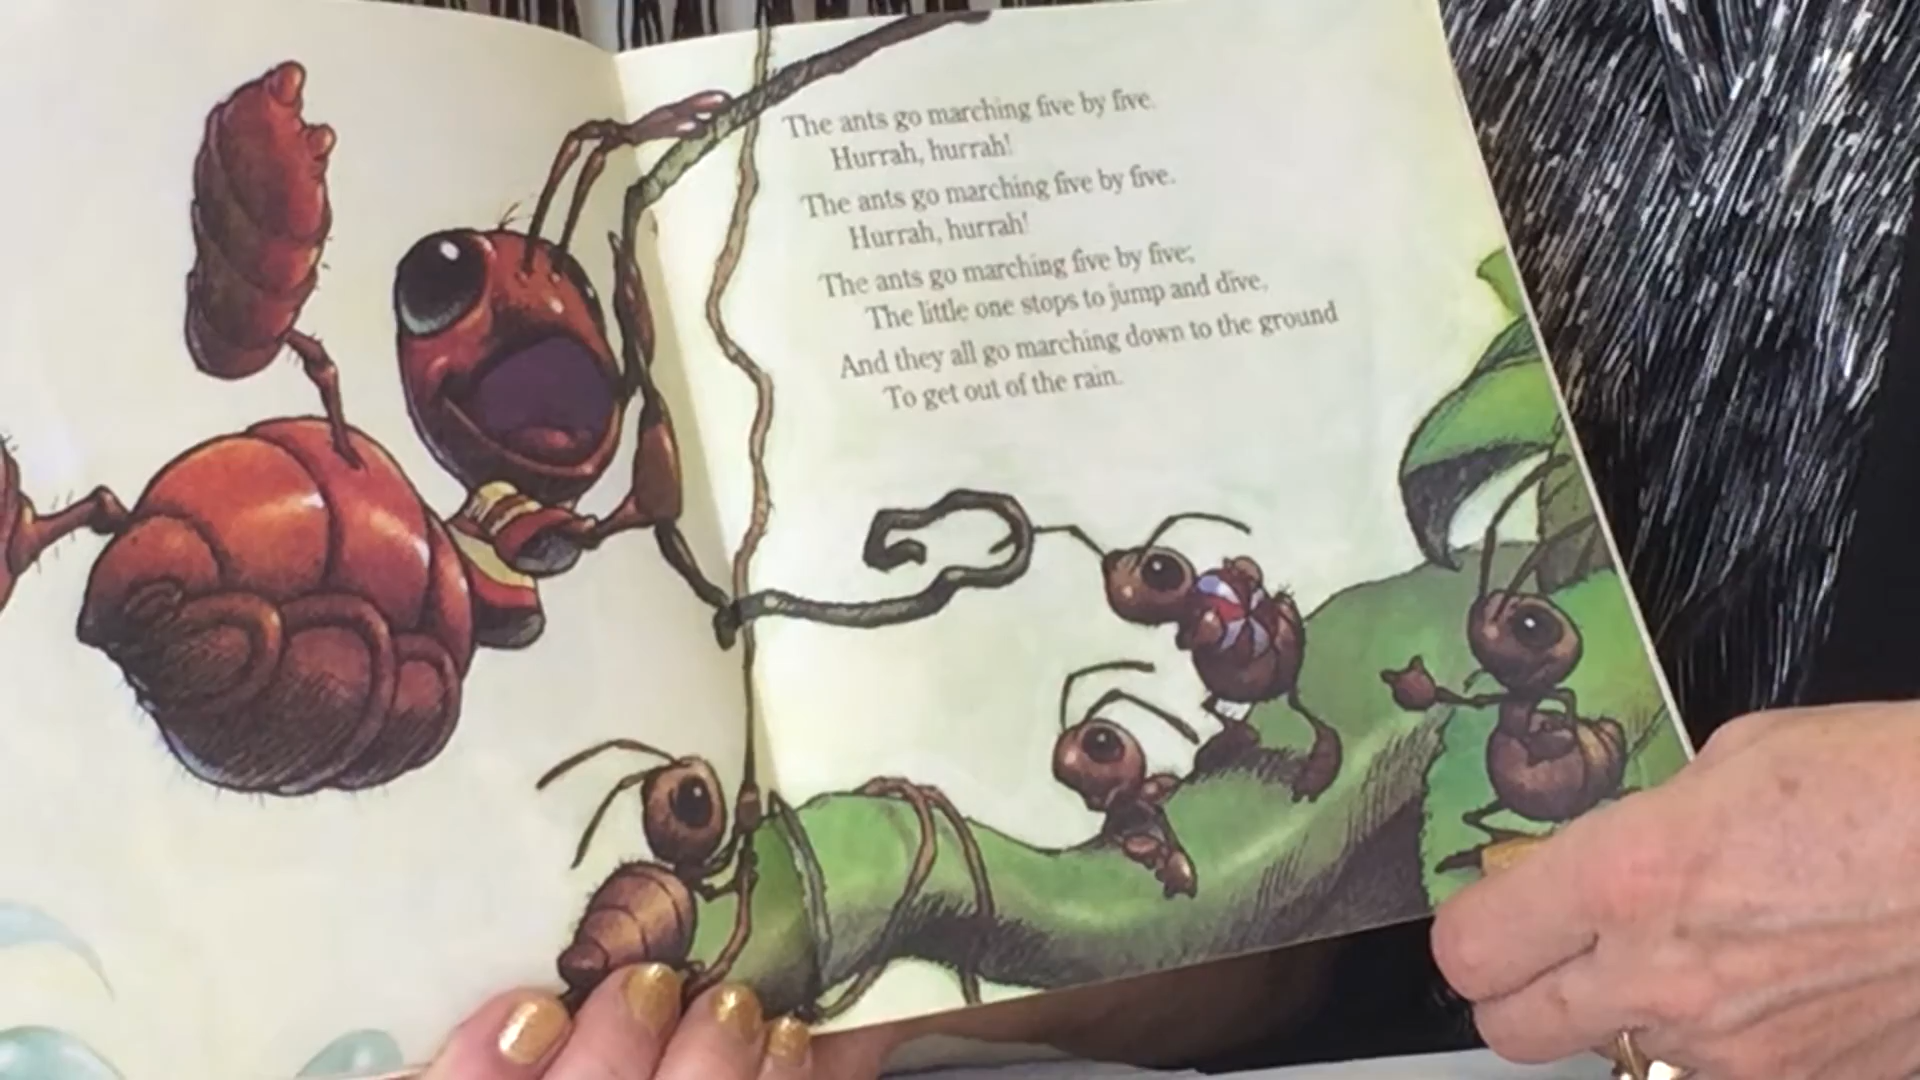 The ants go marching five by five.
Hurrah, hurrah!
The ants go marching five by five.
Hurrah, hurrah!
The ants go marching five by five;
The little one stops to jump and dive,
And they all go marching down to the ground
To get out of the rain.